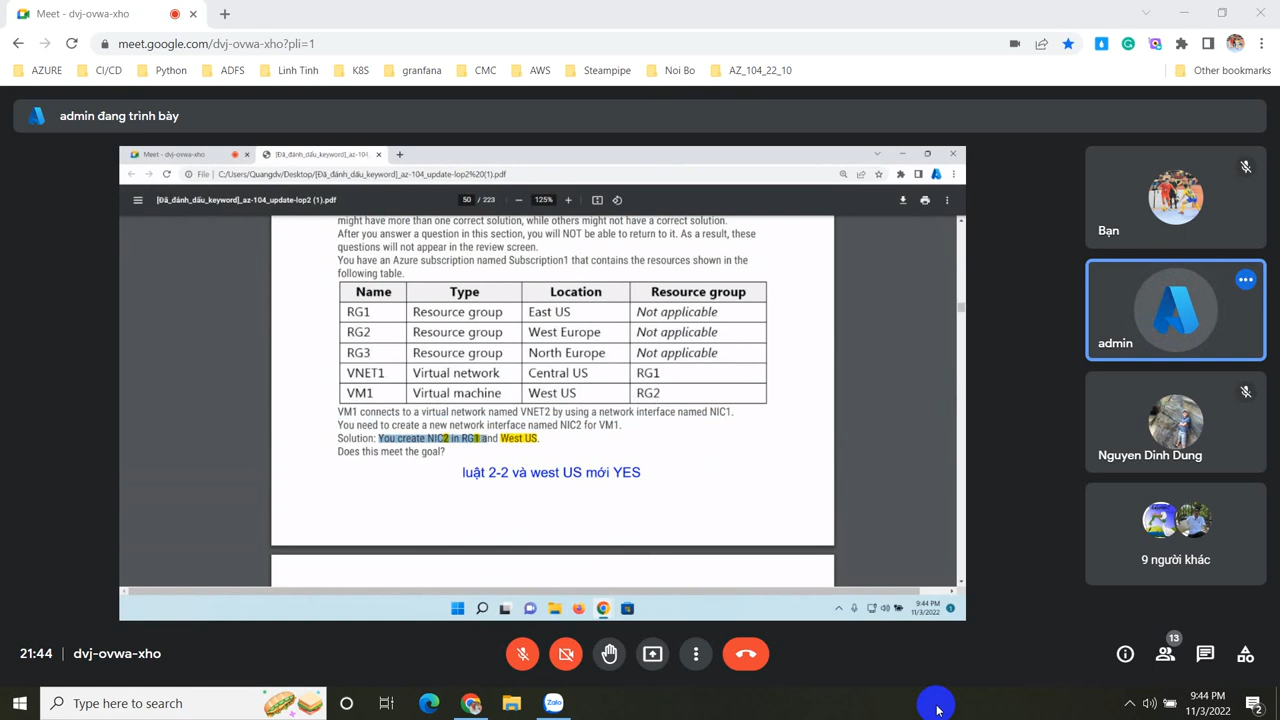 Meet - dvj-ovwa-xho
meet.google.com/dvj-ovwa-xho?pli=1
AZURE CI/CD Python ADFS Linh Tinh K8S granfana CMC AWS Steampipe Noi Bo AZ_104_22_10 Other bookmarks
admin đang trình bày
Meet - dvj-ovwa-xho [Đã_đánh_dấu_keyword]_az-104
File C:/Users/Quangdv/Desktop/[Đã_đánh_dấu_keyword]_az-104_update-lop2%20(1).pdf
[Đã_đánh_dấu_keyword]_az-104_update-lop2 (1).pdf 50 / 223 125%
might have more than one correct solution, while others might not have a correct solution.
After you answer a question in this section, you will NOT be able to return to it. As a result, these
questions will not appear in the review screen.
You have an Azure subscription named Subscription1 that contains the resources shown in the
following table.
Name Type Location Resource group
RG1 Resource group East US Not applicable
RG2 Resource group West Europe Not applicable
RG3 Resource group North Europe Not applicable
VNET1 Virtual network Central US RG1
VM1 Virtual machine West US RG2
VM1 connects to a virtual network named VNET2 by using a network interface named NIC1.
You need to create a new network interface named NIC2 for VM1.
Solution: You create NIC2 in RG1 and West US.
Does this meet the goal?
luật 2-2 và west US mới YES
9:44 PM
11/3/2022
Bạn
admin
Nguyen Dinh Dung
9 người khác
21:44 dvj-ovwa-xho
13
Type here to search
Zalo
9:44 PM
11/3/2022
2